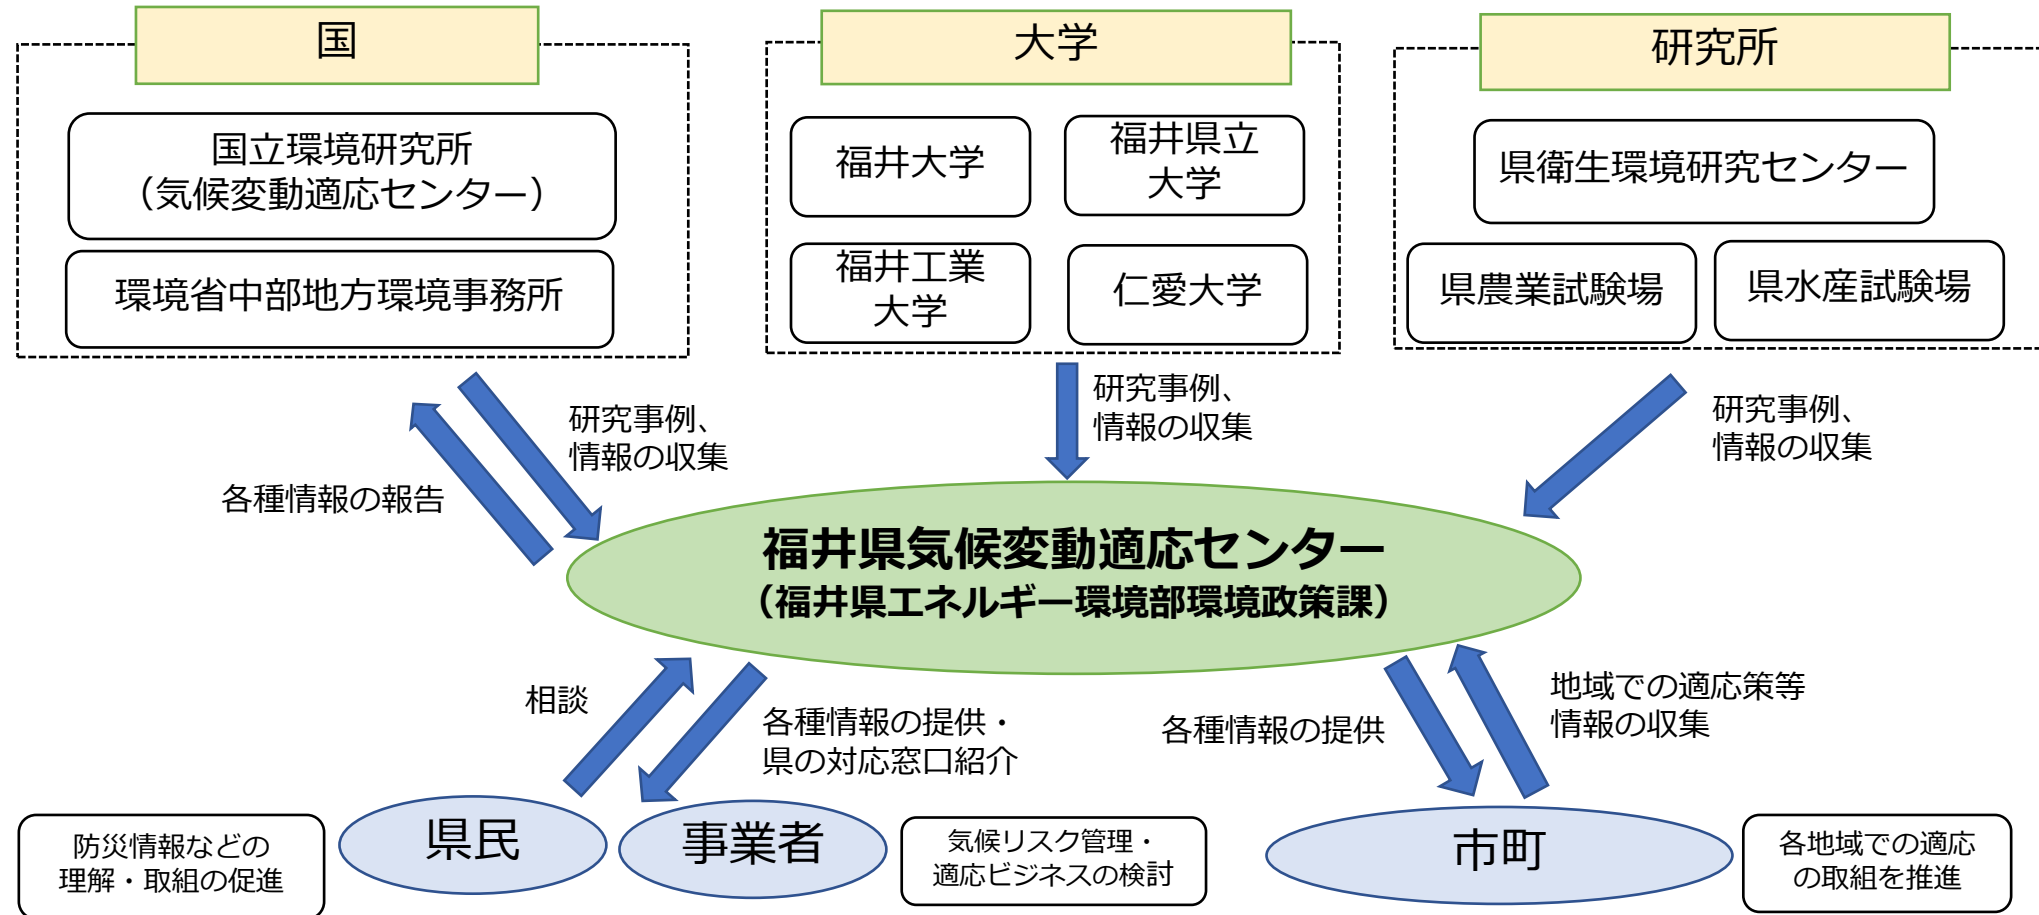 国
国立環境研究所
（気候変動適応センター）
環境省中部地方環境事務所
大学
福井大学
福井県立
大学
福井工業
大学
仁愛大学
研究所
県衛生環境研究センター
県農業試験場
県水産試験場
各種情報の報告
研究事例、
情報の収集
研究事例、
情報の収集
研究事例、
情報の収集
福井県気候変動適応センター
（福井県エネルギー環境部環境政策課）
相談
各種情報の提供・
県の対応窓口紹介
各種情報の提供
地域での適応策等
情報の収集
防災情報などの
理解・取組の促進
県民
事業者
気候リスク管理・
適応ビジネスの検討
市町
各地域での適応
の取組を推進